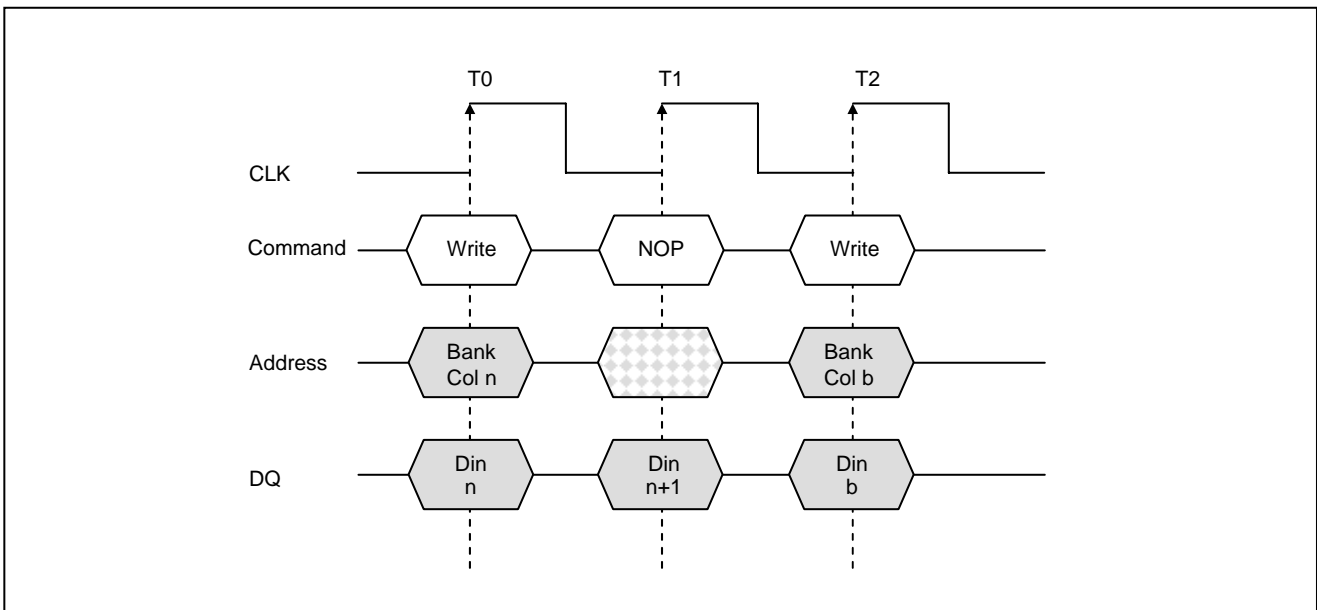 T0 T1 T2
CLK
Command Write NOP Write
Address Bank Bank
Col n Col b
DQ Din Din Din
n n+1 b